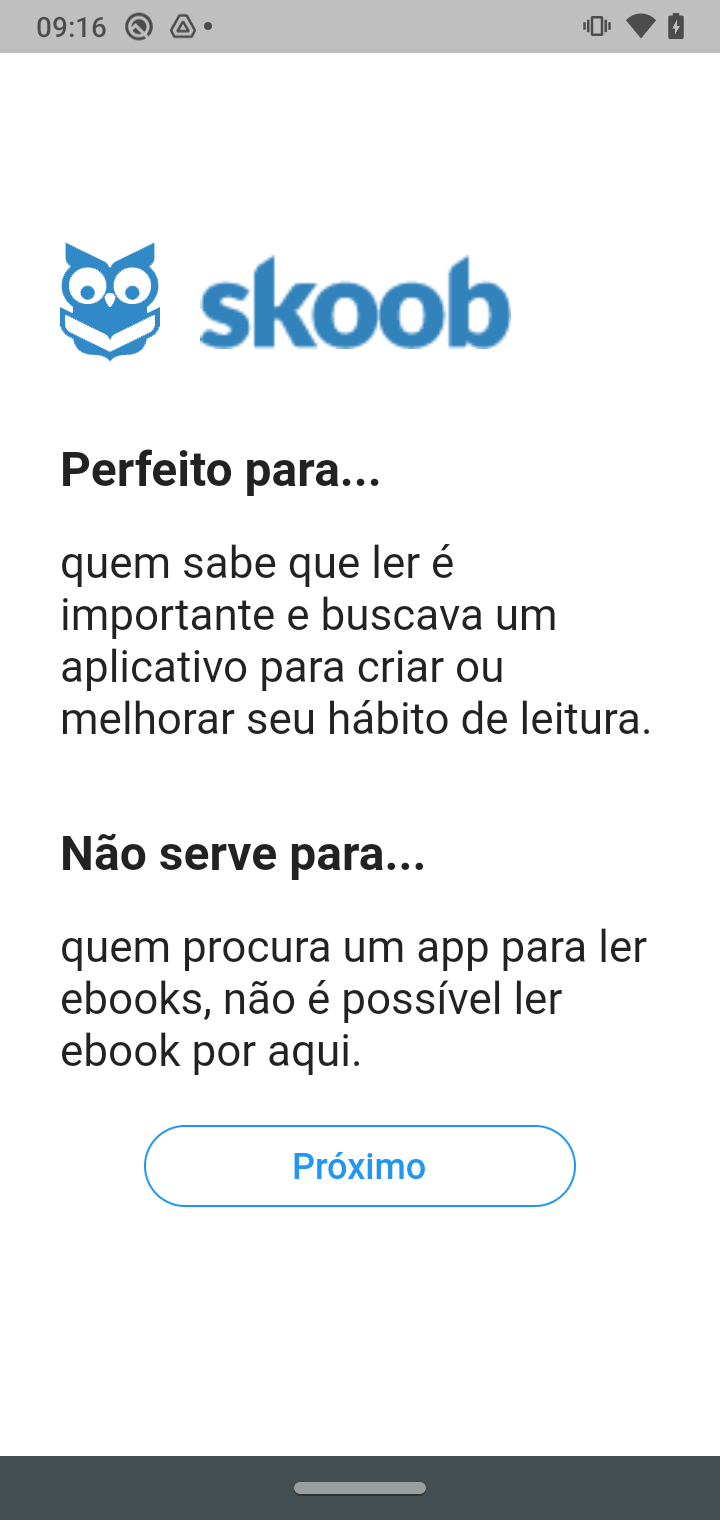 09:16
skoob
Perfeito para...
quem sabe que ler é
importante e buscava um
aplicativo para criar ou
melhorar seu hábito de leitura.
Não serve para...
quem procura um app para ler
ebooks, não é possível ler
ebook por aqui.
Próximo